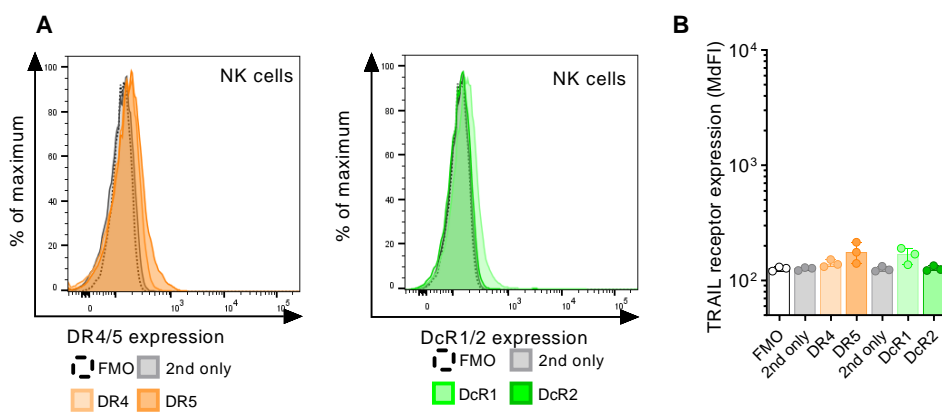 A
NK cells
% of maximum
100
80
60
40
20
0
0
10^3
10^4
10^5
DR4/5 expression
FMO
2nd only
DR4
DR5
NK cells
% of maximum
100
80
60
40
20
0
0
10^3
10^4
10^5
DcR1/2 expression
FMO
2nd only
DcR1
DcR2
B
TRAIL receptor expression (MdFI)
10^4
10^3
10^2
FMO
2nd only
DR4
DR5
2nd only
DcR1
DcR2